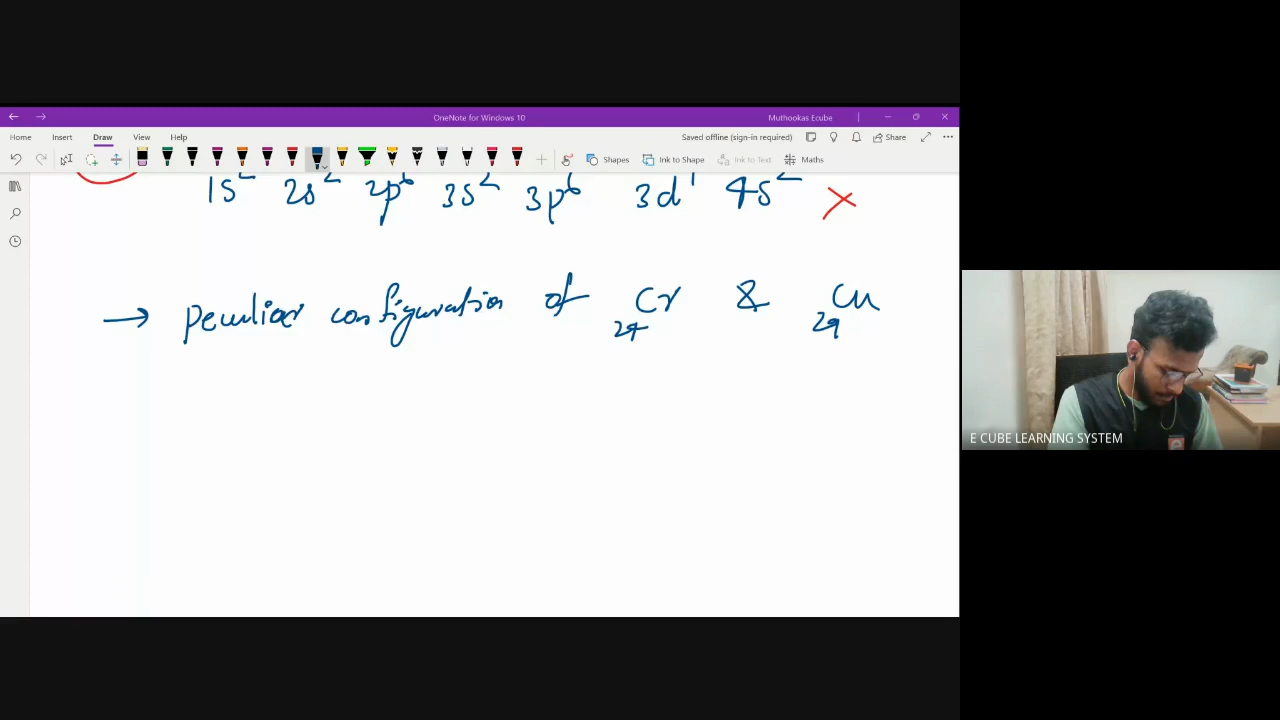 OneNote for Windows 10
Muthookas Ecube
Home Insert Draw View Help
Saved offline (sign-in required)
Share
Shapes
Ink to Shape
Ink to Text
Maths
1s² 2s² 2p⁶ 3s² 3p⁶ 3d¹ 4s² ×
→ Peculiar configuration of ₂₄Cr & ₂₉Cu
E CUBE LEARNING SYSTEM